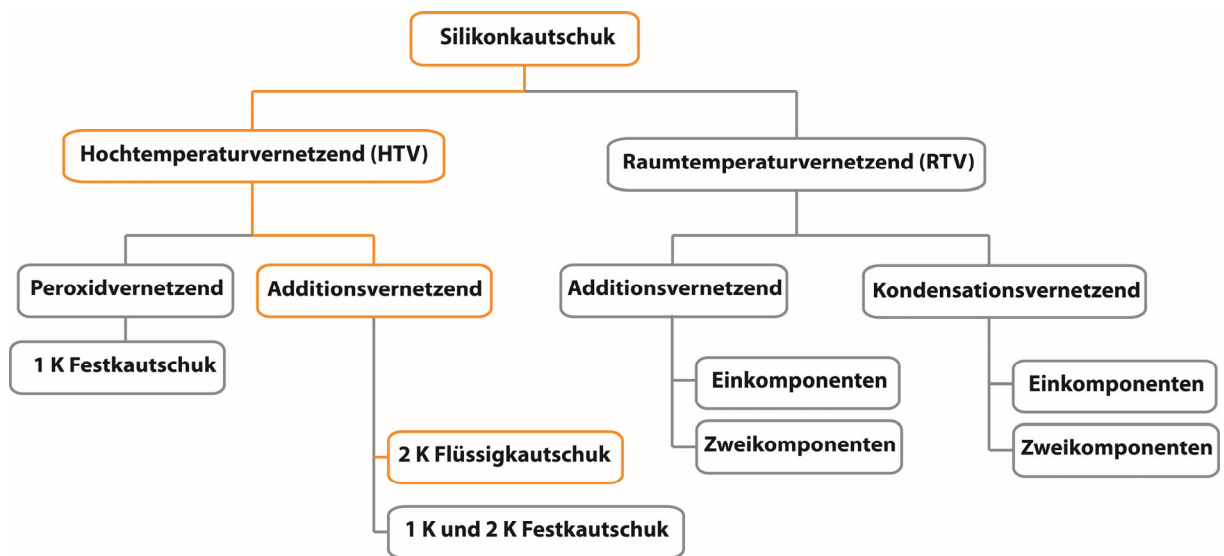 Silikonkautschuk
Hochtemperaturvernetzend (HTV)
Raumtemperaturvernetzend (RTV)
Peroxidvernetzend
Additionsvernetzend
Additionsvernetzend
Kondensationsvernetzend
1 K Festkautschuk
Einkomponenten
Einkomponenten
2 K Flüssigkautschuk
Zweikomponenten
Zweikomponenten
1 K und 2 K Festkautschuk